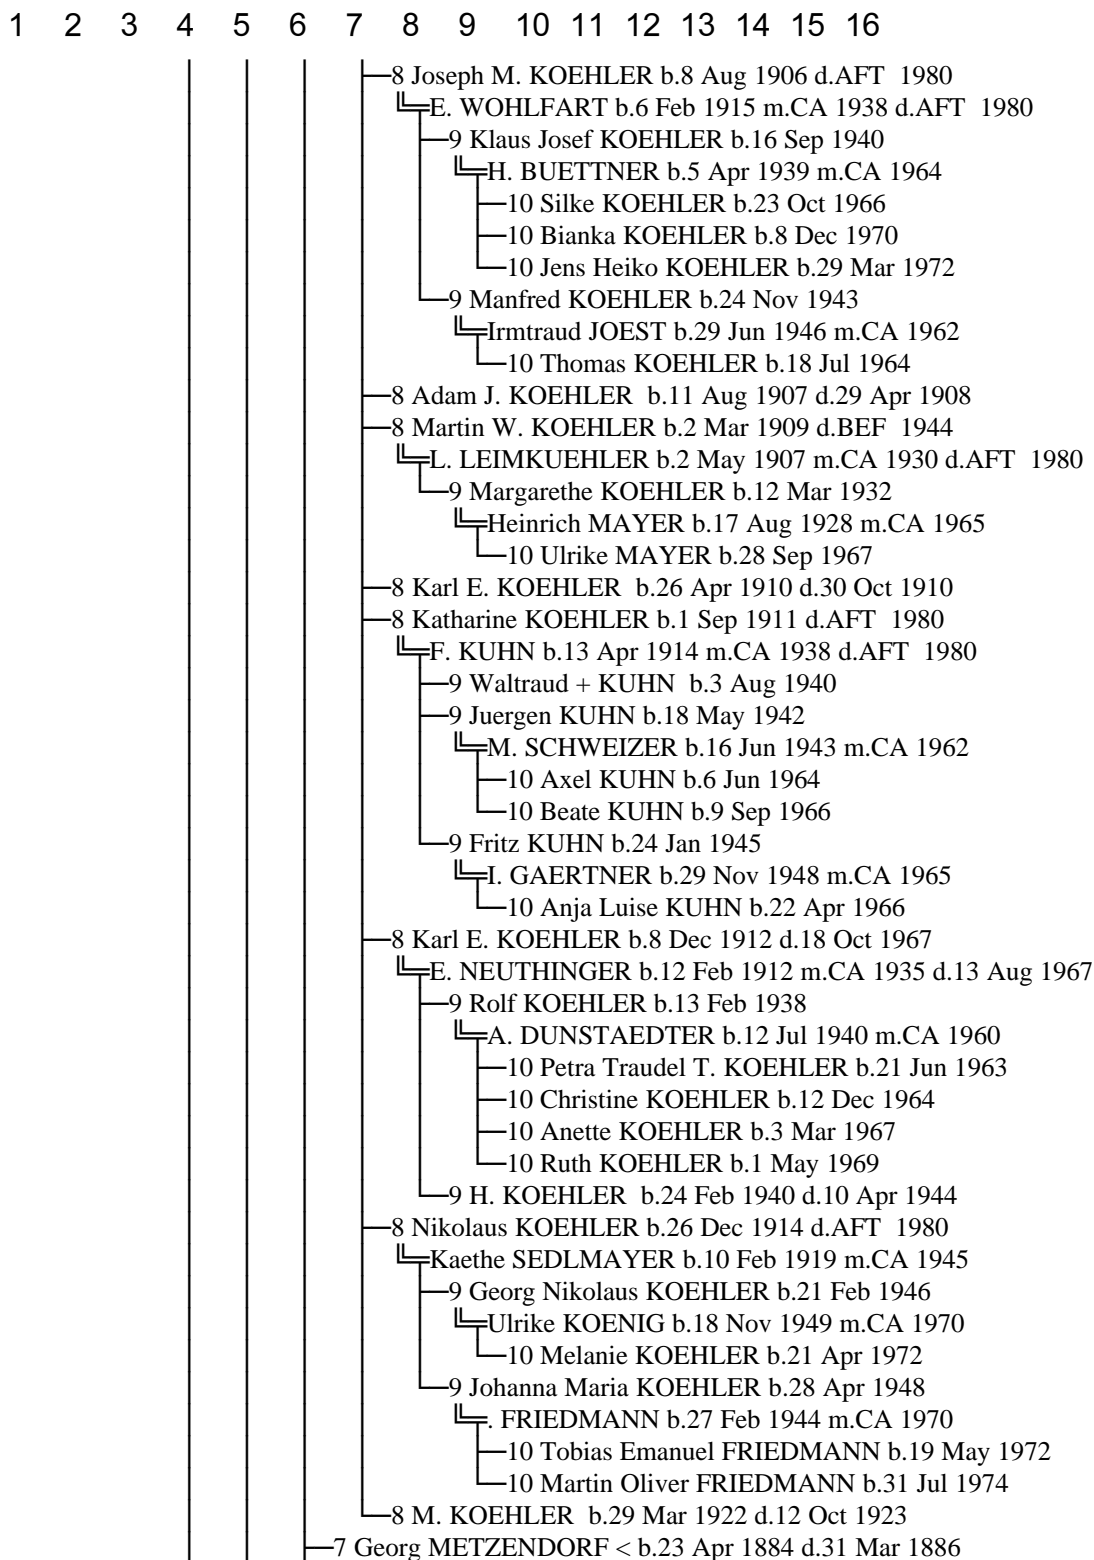 1 2 3 4 5 6 7 8 9 10 11 12 13 14 15 16
8 Joseph M. KOEHLER b.8 Aug 1906 d.AFT  1980
E. WOHLFART b.6 Feb 1915 m.CA 1938 d.AFT  1980
9 Klaus Josef KOEHLER b.16 Sep 1940
H. BUETTNER b.5 Apr 1939 m.CA 1964
10 Silke KOEHLER b.23 Oct 1966
10 Bianka KOEHLER b.8 Dec 1970
10 Jens Heiko KOEHLER b.29 Mar 1972
9 Manfred KOEHLER b.24 Nov 1943
Irmtraud JOEST b.29 Jun 1946 m.CA 1962
10 Thomas KOEHLER b.18 Jul 1964
8 Adam J. KOEHLER  b.11 Aug 1907 d.29 Apr 1908
8 Martin W. KOEHLER b.2 Mar 1909 d.BEF  1944
L. LEIMKUEHLER b.2 May 1907 m.CA 1930 d.AFT  1980
9 Margarethe KOEHLER b.12 Mar 1932
Heinrich MAYER b.17 Aug 1928 m.CA 1965
10 Ulrike MAYER b.28 Sep 1967
8 Karl E. KOEHLER  b.26 Apr 1910 d.30 Oct 1910
8 Katharine KOEHLER b.1 Sep 1911 d.AFT  1980
F. KUHN b.13 Apr 1914 m.CA 1938 d.AFT  1980
9 Waltraud + KUHN  b.3 Aug 1940
9 Juergen KUHN b.18 May 1942
M. SCHWEIZER b.16 Jun 1943 m.CA 1962
10 Axel KUHN b.6 Jun 1964
10 Beate KUHN b.9 Sep 1966
9 Fritz KUHN b.24 Jan 1945
I. GAERTNER b.29 Nov 1948 m.CA 1965
10 Anja Luise KUHN b.22 Apr 1966
8 Karl E. KOEHLER b.8 Dec 1912 d.18 Oct 1967
E. NEUTHINGER b.12 Feb 1912 m.CA 1935 d.13 Aug 1967
9 Rolf KOEHLER b.13 Feb 1938
A. DUNSTAEDTER b.12 Jul 1940 m.CA 1960
10 Petra Traudel T. KOEHLER b.21 Jun 1963
10 Christine KOEHLER b.12 Dec 1964
10 Anette KOEHLER b.3 Mar 1967
10 Ruth KOEHLER b.1 May 1969
9 H. KOEHLER  b.24 Feb 1940 d.10 Apr 1944
8 Nikolaus KOEHLER b.26 Dec 1914 d.AFT  1980
Kaethe SEDLMAYER b.10 Feb 1919 m.CA 1945
9 Georg Nikolaus KOEHLER b.21 Feb 1946
Ulrike KOENIG b.18 Nov 1949 m.CA 1970
10 Melanie KOEHLER b.21 Apr 1972
9 Johanna Maria KOEHLER b.28 Apr 1948
. FRIEDMANN b.27 Feb 1944 m.CA 1970
10 Tobias Emanuel FRIEDMANN b.19 May 1972
10 Martin Oliver FRIEDMANN b.31 Jul 1974
8 M. KOEHLER  b.29 Mar 1922 d.12 Oct 1923
7 Georg METZENDORF < b.23 Apr 1884 d.31 Mar 1886